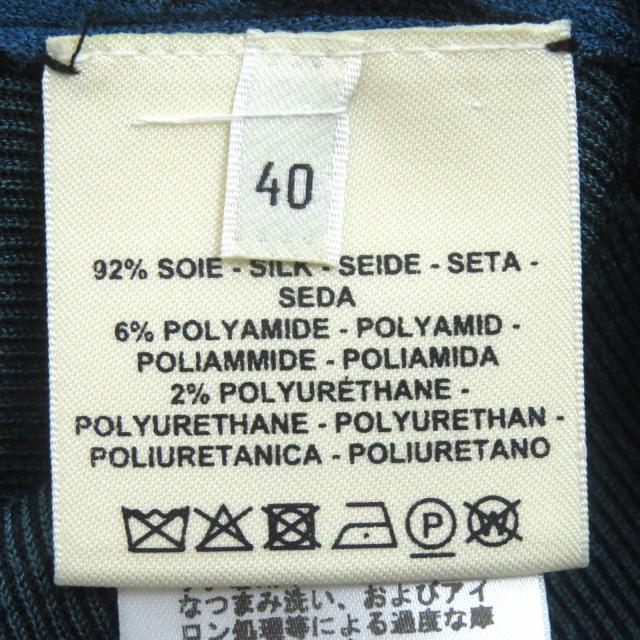 40
92% SOIE - SILK - SEIDE - SETA -
SEDA
6% POLYAMIDE - POLYAMID -
POLIAMMIDE - POLIAMIDA
2% POLYURÉTHANE -
POLYURETHANE - POLYURETHAN -
POLIURETANICA - POLIURETANO
P
W
なつまみ洗い、およびアイ
ロン処理等による過度な摩